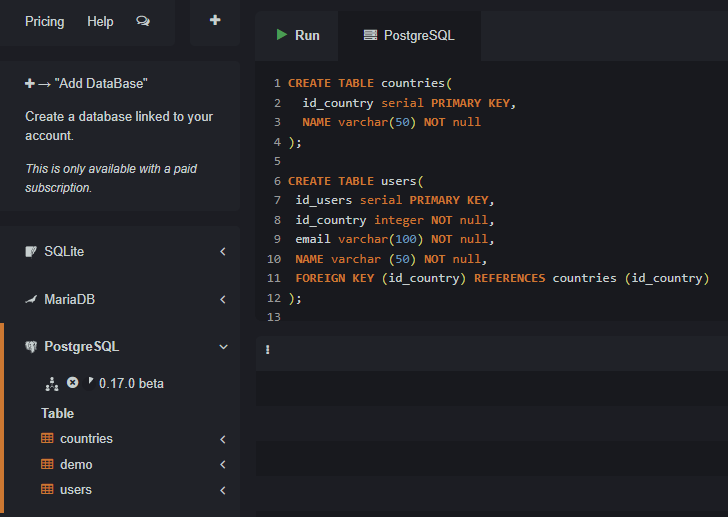 Pricing Help
Run
PostgreSQL
"Add DataBase"
Create a database linked to your
account.
This is only available with a paid
subscription.
SQLite
MariaDB
PostgreSQL
0.17.0 beta
Table
countries
demo
users
1 CREATE TABLE countries(
2 id_country serial PRIMARY KEY,
3 NAME varchar(50) NOT null
4 );
5
6 CREATE TABLE users(
7 id_users serial PRIMARY KEY,
8 id_country integer NOT null,
9 email varchar(100) NOT null,
10 NAME varchar (50) NOT null,
11 FOREIGN KEY (id_country) REFERENCES countries (id_country)
12 );
13